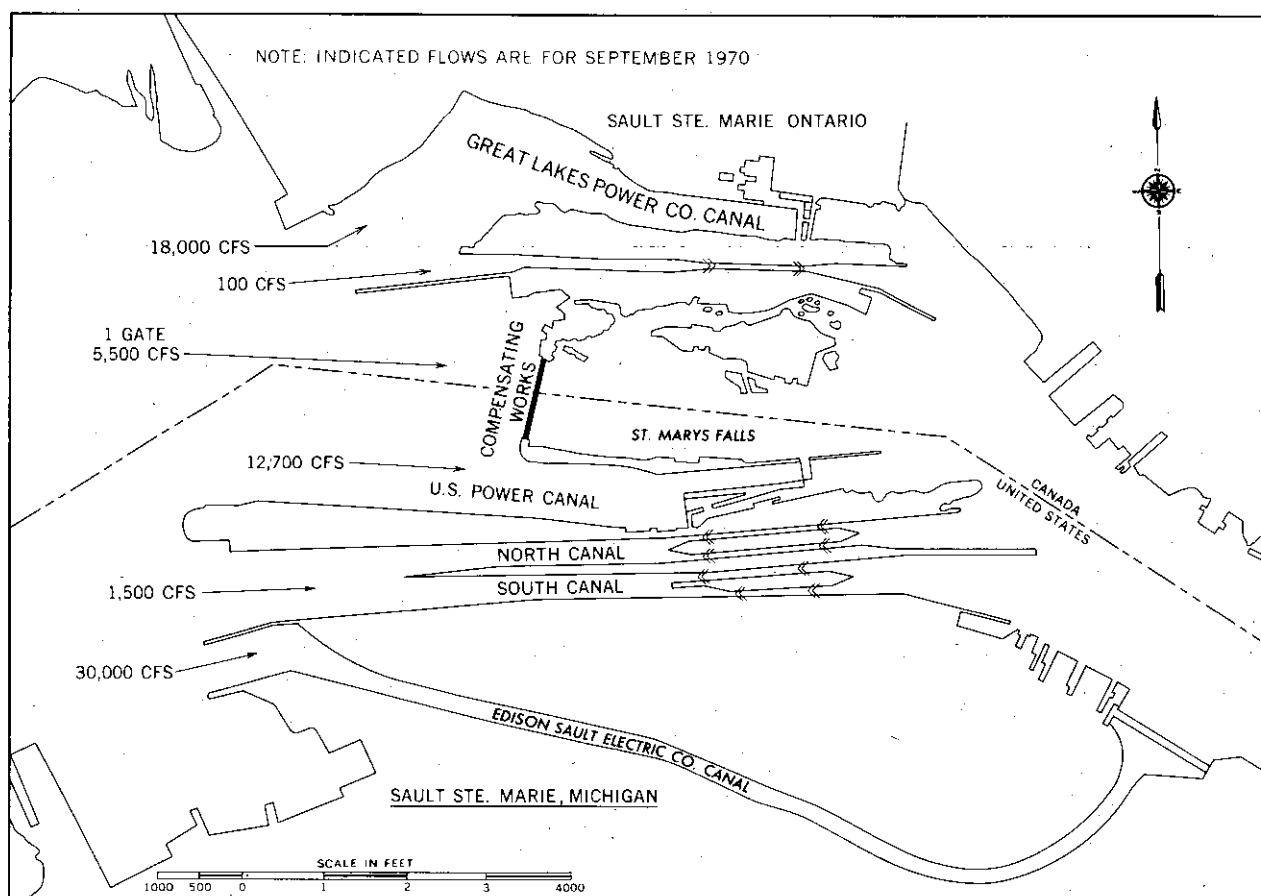 NOTE: INDICATED FLOWS ARE FOR SEPTEMBER 1970
SAULT STE. MARIE ONTARIO
GREAT LAKES POWER CO. CANAL
18,000 CFS
100 CFS
1 GATE
5,500 CFS
COMPENSATING
WORKS
ST. MARYS FALLS
12,700 CFS
U.S. POWER CANAL
CANADA
UNITED STATES
NORTH CANAL
1,500 CFS
SOUTH CANAL
30,000 CFS
EDISON SAULT ELECTRIC CO. CANAL
SAULT STE. MARIE, MICHIGAN
SCALE IN FEET
1000 500 0 1 2 3 4000